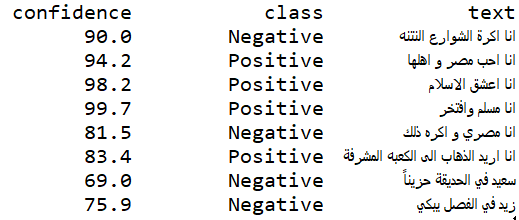 confidence class text
90.0 Negative انا اكرة الشوارع النتنه
94.2 Positive انا احب مصر و اهلها
98.2 Positive انا اعشق الاسلام
99.7 Positive انا مسلم وافتخر
81.5 Negative انا مصري و اكره ذلك
83.4 Positive انا اريد الذهاب الى الكعبه المشرفة
69.0 Negative سعيد في الحديقة حزيناً
75.9 Negative زيد في الفصل يبكي